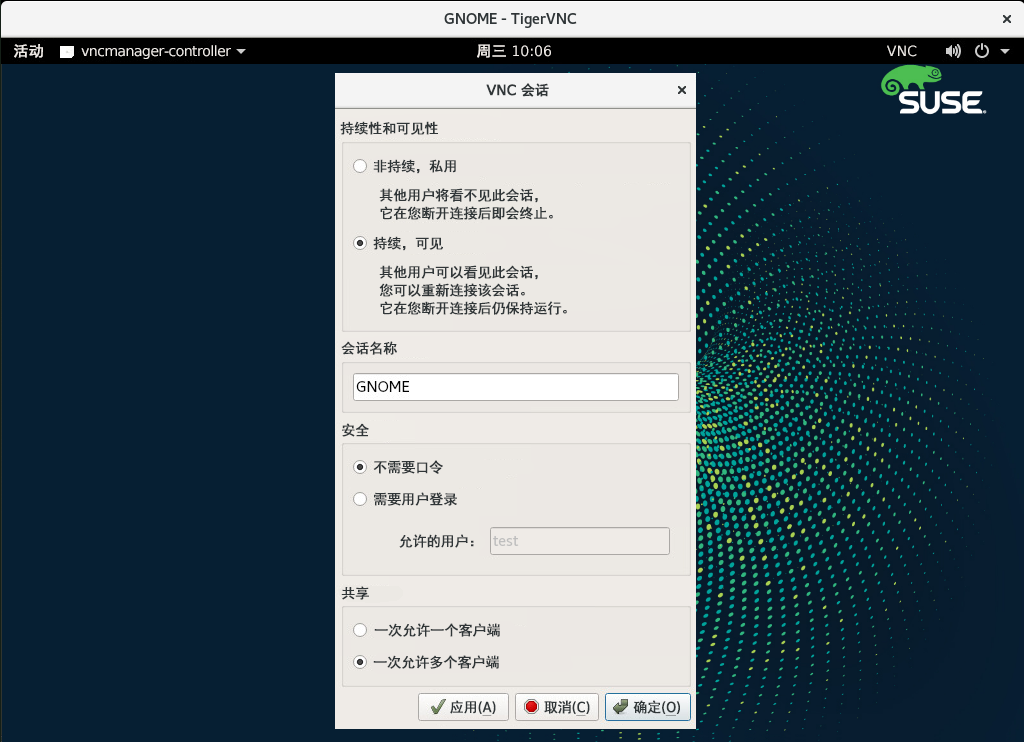 GNOME - TigerVNC
活动 vncmanager-controller 周三 10:06 VNC
SUSE
VNC 会话
持续性和可见性
非持续，私用
其他用户将看不见此会话，
它在您断开连接后即会终止。
持续，可见
其他用户可以看见此会话，
您可以重新连接该会话。
它在您断开连接后仍保持运行。
会话名称
GNOME
安全
不需要口令
需要用户登录
允许的用户： test
共享
一次允许一个客户端
一次允许多个客户端
应用(A) 取消(C) 确定(O)